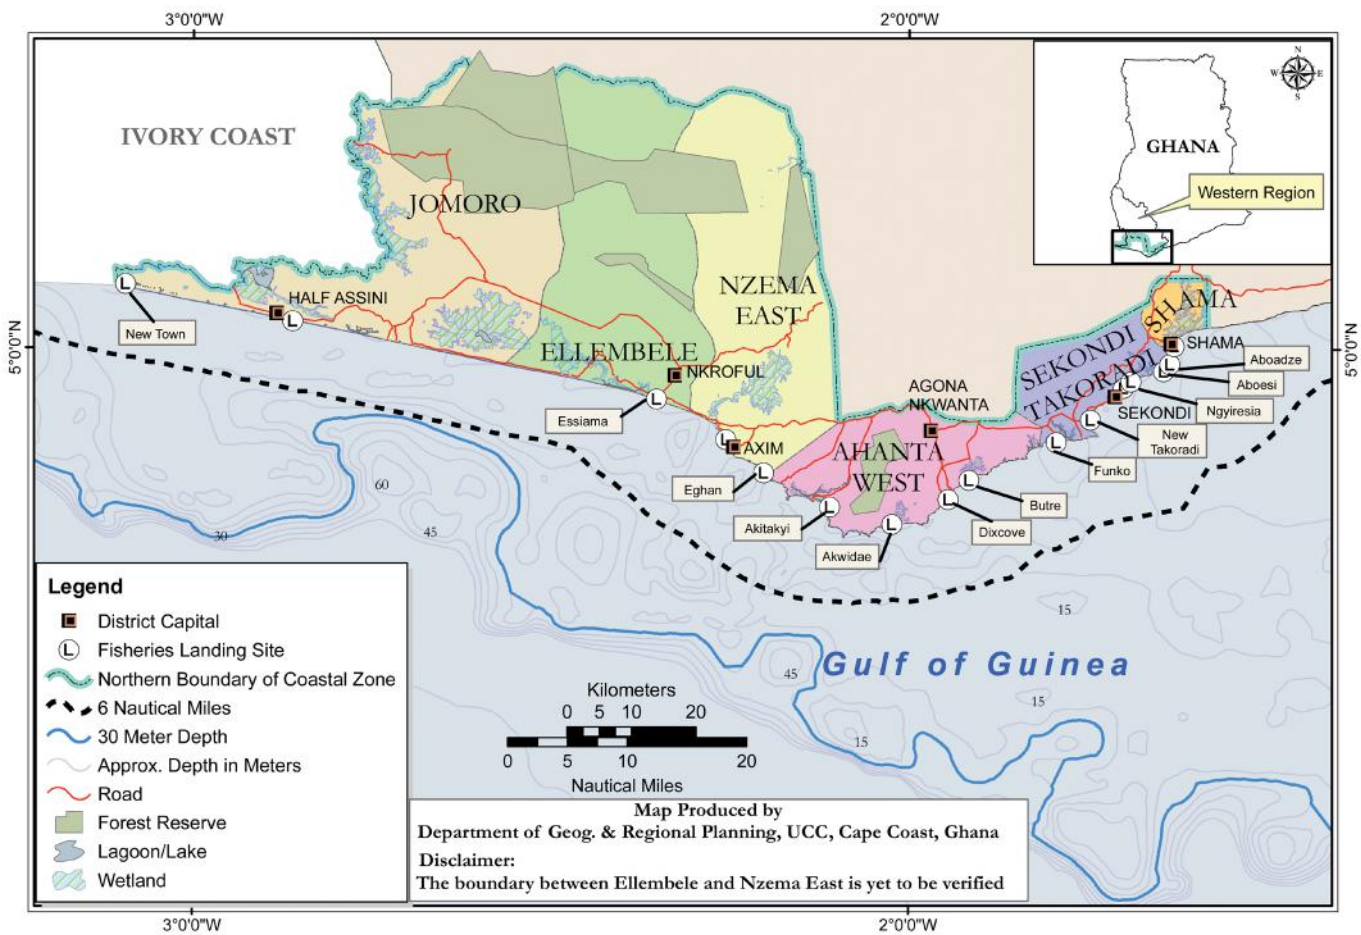 3°0'0"W
2°0'0"W
N
W
E
S
IVORY COAST
GHANA
Western Region
JOMORO
NZEMA
EAST
SHAMA
HALF ASSINI
New Town
5°0'0"N
5°0'0"N
ELLEMBELE
NKROFUL
SEKONDI
TAKORADI
SHAMA
Aboadze
Aboesi
AGONA
NKWANTA
Ngyiresia
SEKONDI
Essiama
New
Takoradi
AXIM
AHANTA
WEST
Funko
Eghan
Butre
Akitakyi
Dixcove
Akwidae
60
30
45
15
Gulf of Guinea
45
15
15
Legend
District Capital
L Fisheries Landing Site
Northern Boundary of Coastal Zone
6 Nautical Miles
30 Meter Depth
Approx. Depth in Meters
Road
Forest Reserve
Lagoon/Lake
Wetland
Kilometers
0 5 10 20
0 5 10 20
Nautical Miles
Map Produced by
Department of Geog. & Regional Planning, UCC, Cape Coast, Ghana
Disclaimer:
The boundary between Ellembele and Nzema East is yet to be verified
3°0'0"W
2°0'0"W